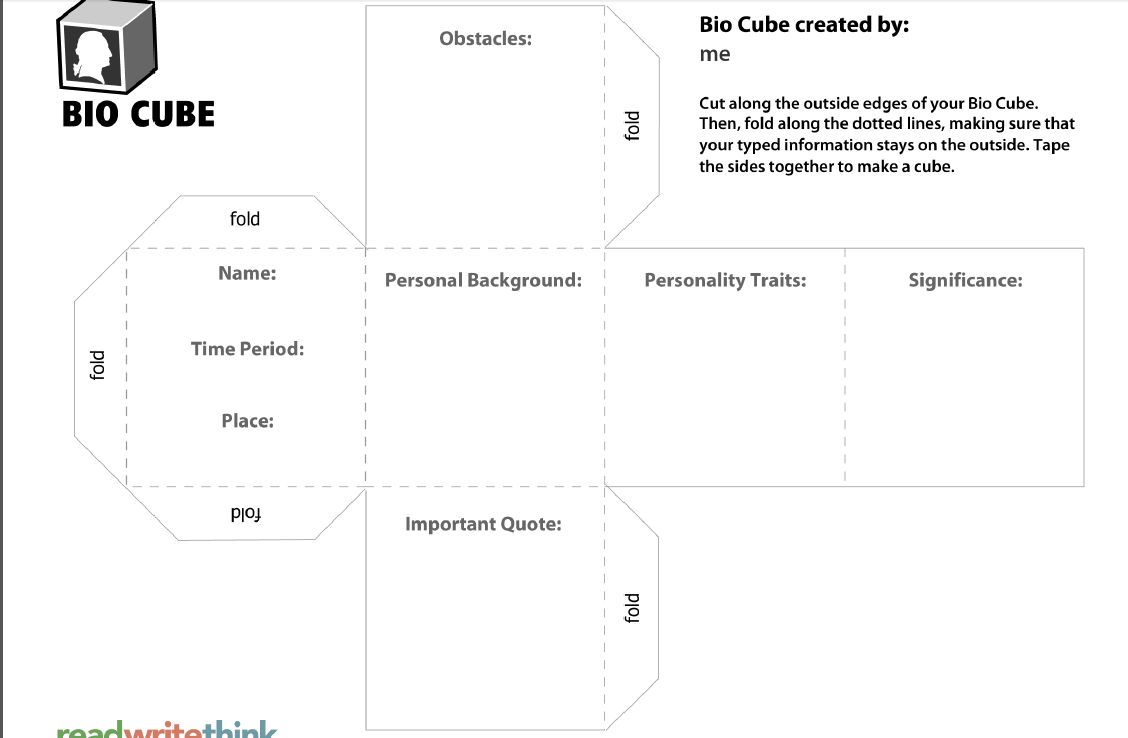 BIO CUBE
Obstacles:
fold
Bio Cube created by:
me
Cut along the outside edges of your Bio Cube.
Then, fold along the dotted lines, making sure that
your typed information stays on the outside. Tape
the sides together to make a cube.
fold
fold
Name:
Time Period:
Place:
Personal Background:
Personality Traits:
Significance:
fold
Important Quote:
fold
readwritethink